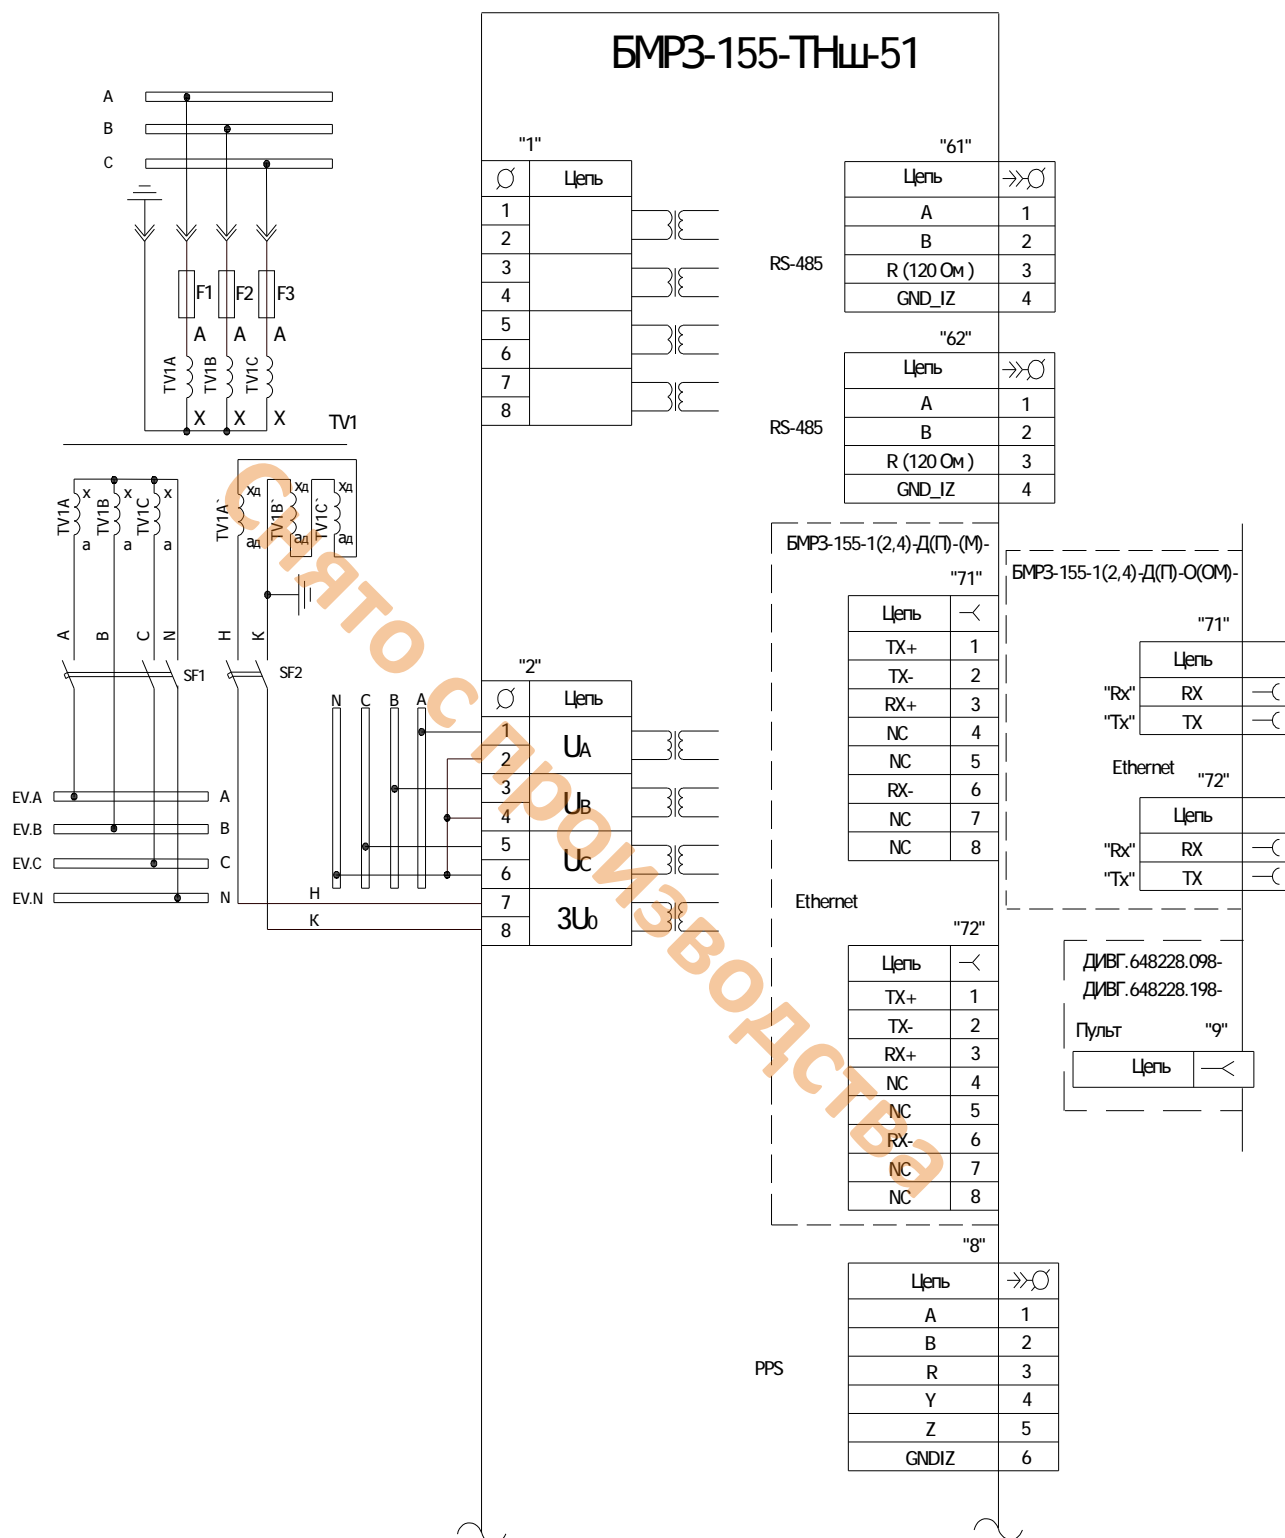 БМРЗ-155-ТНш-51
A
B
C
F1
F2
F3
A
A
A
TV1A
TV1B
TV1C
X
X
X
TV1
TV1A
x
a
TV1B
x
a
TV1C
x
a
TV1A`
xд
ад
TV1B`
xд
ад
TV1C`
xд
ад
A
B
C
N
Н
К
SF1
SF2
EV.A
A
EV.B
B
EV.C
C
EV.N
N
N
C
B
A
Н
К
"1"
Цепь
1
2
3
4
5
6
7
8
"2"
Цепь
1
2
UA
3
4
UB
5
6
UC
7
8
3U0
"61"
Цепь
RS-485
A 1
B 2
R (120 Ом) 3
GND_IZ 4
"62"
Цепь
RS-485
A 1
B 2
R (120 Ом) 3
GND_IZ 4
БМРЗ-155-1(2,4)-Д(П)-(М)-
"71"
Цепь
TX+ 1
TX- 2
RX+ 3
NC 4
NC 5
RX- 6
NC 7
NC 8
Ethernet
"72"
Цепь
TX+ 1
TX- 2
RX+ 3
NC 4
NC 5
RX- 6
NC 7
NC 8
БМРЗ-155-1(2,4)-Д(П)-О(ОМ)-
"71"
Цепь
"Rx" RX
"Tx" TX
Ethernet
"72"
Цепь
"Rx" RX
"Tx" TX
ДИВГ.648228.098-
ДИВГ.648228.198-
Пульт "9"
Цепь
"8"
Цепь
PPS
A 1
B 2
R 3
Y 4
Z 5
GNDIZ 6
Снято с производства